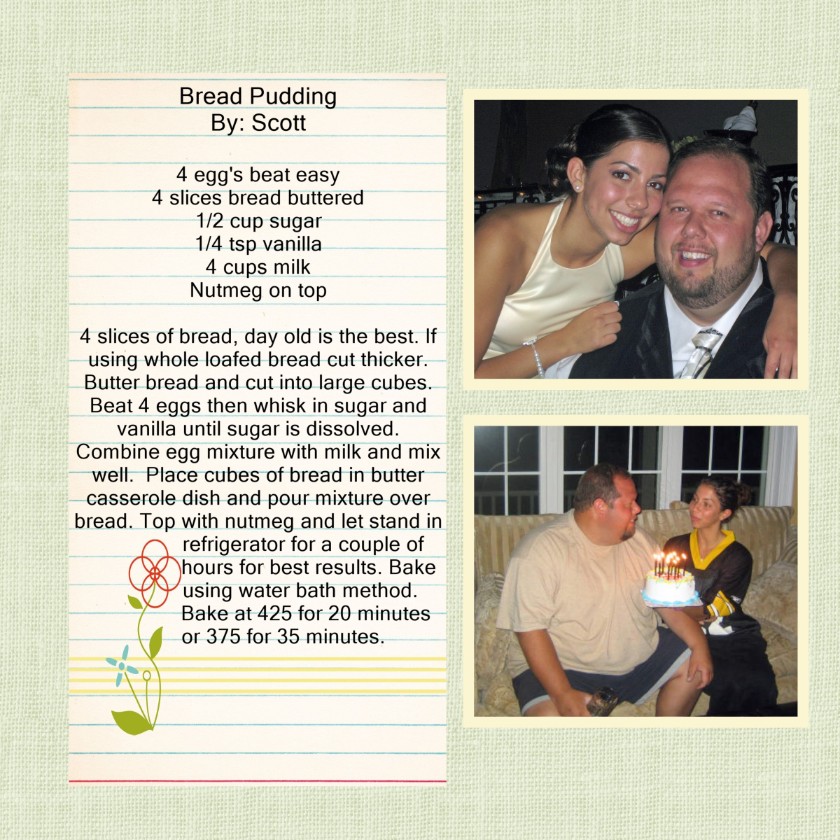 Bread Pudding
By: Scott
4 egg's beat easy
4 slices bread buttered
1/2 cup sugar
1/4 tsp vanilla
4 cups milk
Nutmeg on top
4 slices of bread, day old is the best. If
using whole loafed bread cut thicker.
Butter bread and cut into large cubes.
Beat 4 eggs then whisk in sugar and
vanilla until sugar is dissolved.
Combine egg mixture with milk and mix
well. Place cubes of bread in butter
casserole dish and pour mixture over
bread. Top with nutmeg and let stand in
refrigerator for a couple of
hours for best results. Bake
using water bath method.
Bake at 425 for 20 minutes
or 375 for 35 minutes.